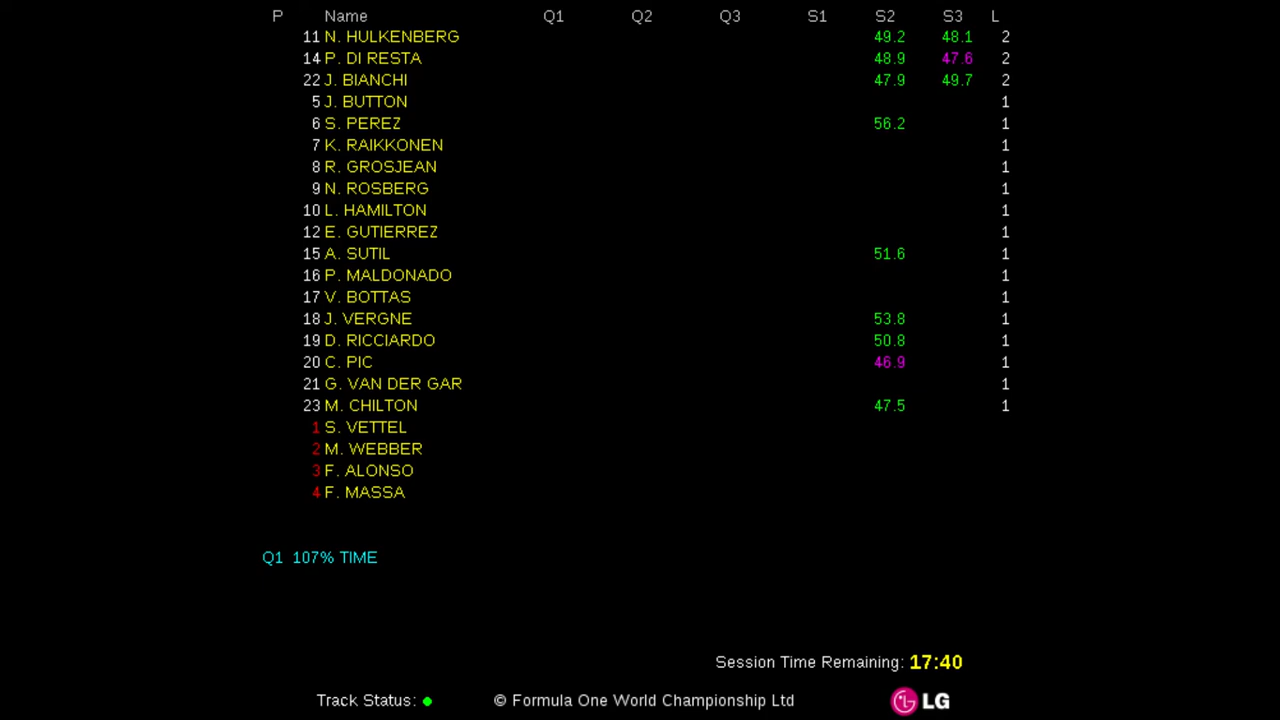 P Name Q1 Q2 Q3 S1 S2 S3 L
11 N. HULKENBERG 49.2 48.1 2
14 P. DI RESTA 48.9 47.6 2
22 J. BIANCHI 47.9 49.7 2
5 J. BUTTON 1
6 S. PEREZ 56.2 1
7 K. RAIKKONEN 1
8 R. GROSJEAN 1
9 N. ROSBERG 1
10 L. HAMILTON 1
12 E. GUTIERREZ 1
15 A. SUTIL 51.6 1
16 P. MALDONADO 1
17 V. BOTTAS 1
18 J. VERGNE 53.8 1
19 D. RICCIARDO 50.8 1
20 C. PIC 46.9 1
21 G. VAN DER GAR 1
23 M. CHILTON 47.5 1
1 S. VETTEL
2 M. WEBBER
3 F. ALONSO
4 F. MASSA
Q1 107% TIME
Session Time Remaining: 17:40
Track Status: © Formula One World Championship Ltd LG